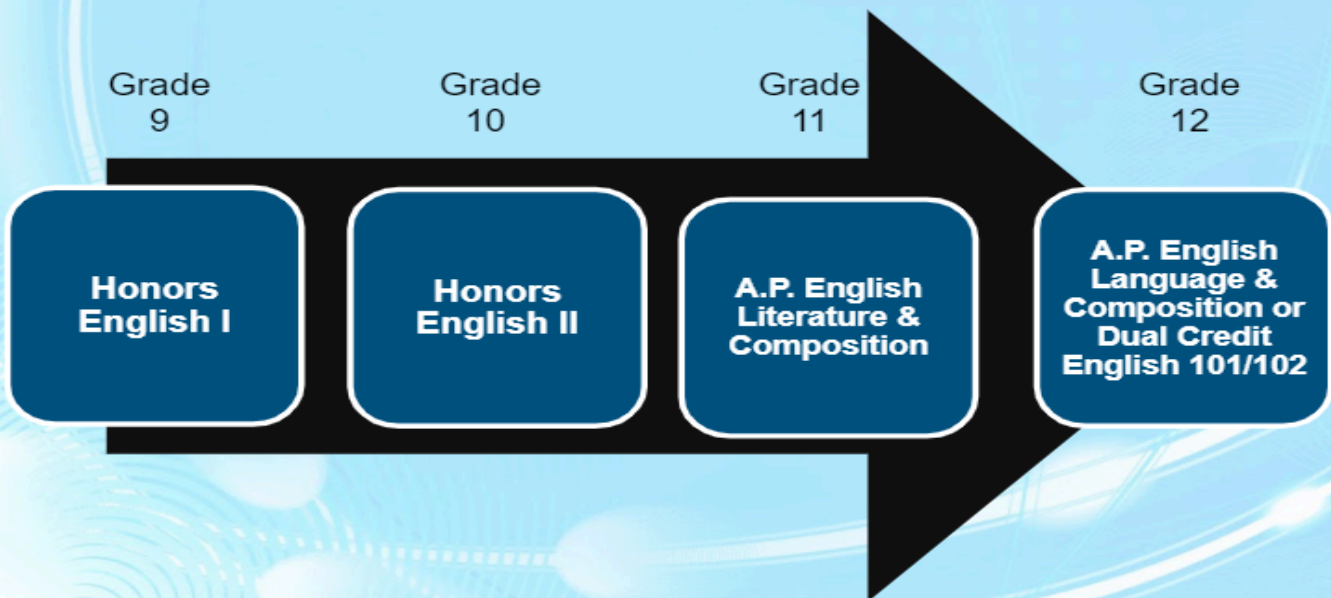 Grade
9
Grade
10
Grade
11
Grade
12
Honors
English I
Honors
English II
A.P. English
Literature &
Composition
A.P. English
Language &
Composition or
Dual Credit
English 101/102